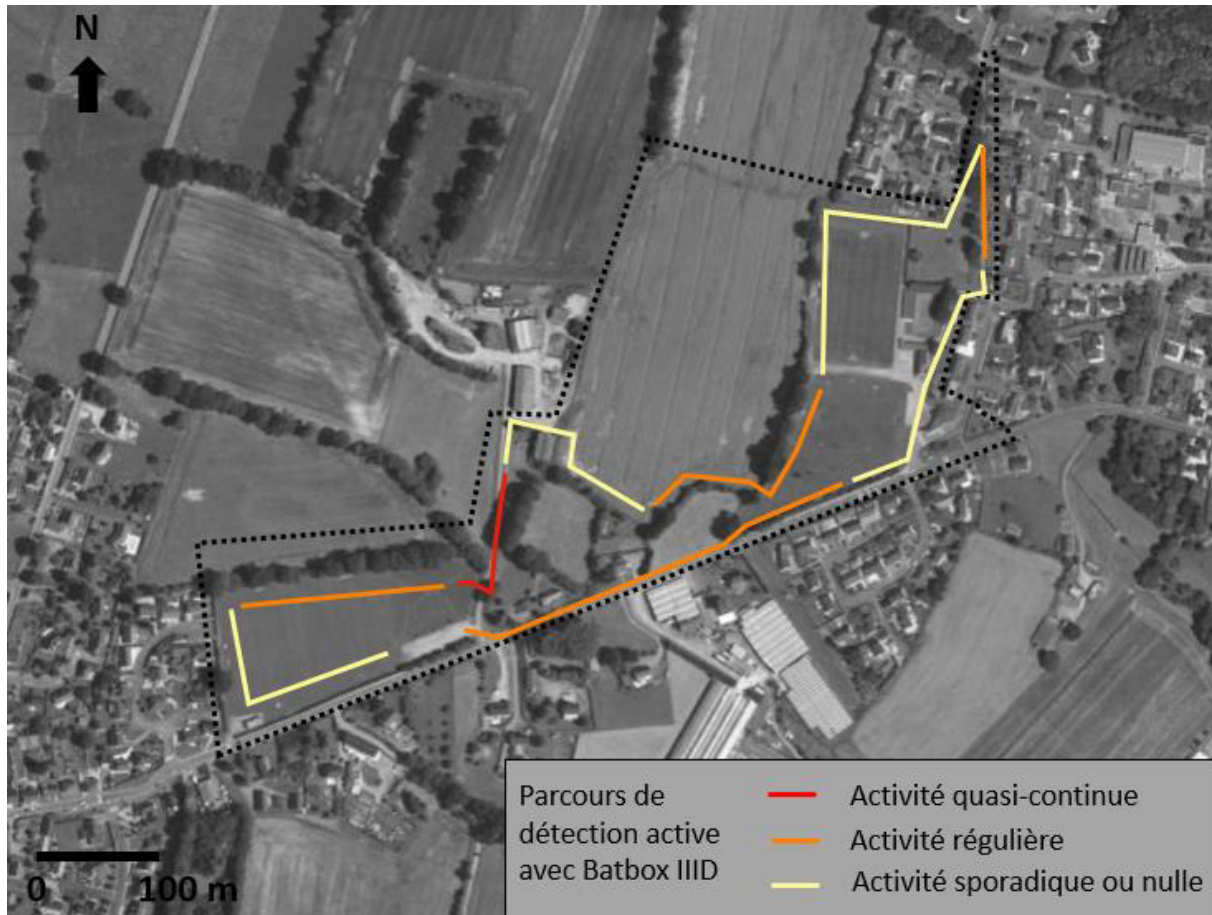 N
Parcours de
détection active
avec Batbox IIID
Activité quasi-continue
Activité régulière
Activité sporadique ou nulle
0 100 m